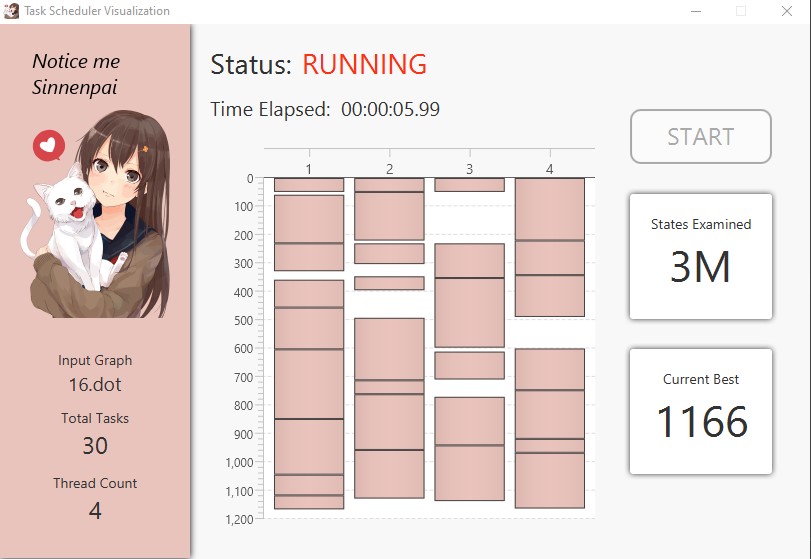 Task Scheduler Visualization
Notice me
Sinnenpai
Input Graph
16.dot
Total Tasks
30
Thread Count
4
Status: RUNNING
Time Elapsed: 00:00:05.99
1 2 3 4
0
100
200
300
400
500
600
700
800
900
1,000
1,100
1,200
START
States Examined
3M
Current Best
1166